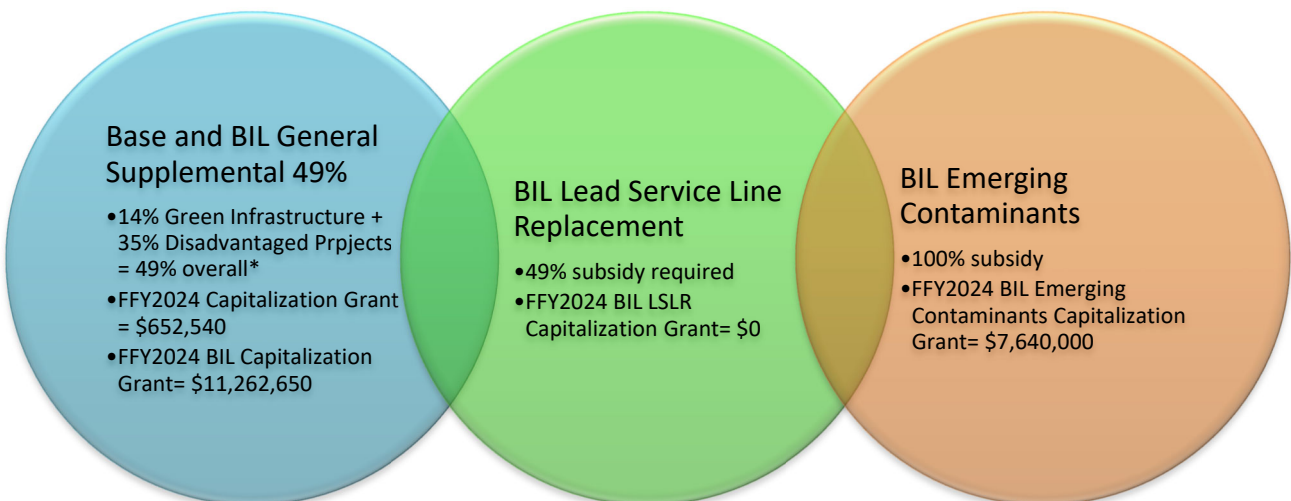 Base and BIL General
Supplemental 49%
•14% Green Infrastructure +
35% Disadvantaged Prpjects
= 49% overall*
•FFY2024 Capitalization Grant
= $652,540
•FFY2024 BIL Capitalization
Grant= $11,262,650
BIL Lead Service Line
Replacement
•49% subsidy required
•FFY2024 BIL LSLR
Capitalization Grant= $0
BIL Emerging
Contaminants
•100% subsidy
•FFY2024 BIL Emerging
Contaminants Capitalization
Grant= $7,640,000